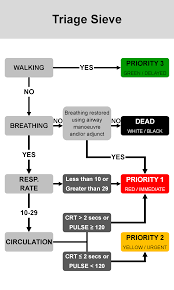 Triage Sieve
WALKING
YES
PRIORITY 3
GREEN / DELAYED
NO
BREATHING
NO
Breathing restored
using airway
manoeuvre
and/or adjunct
NO
DEAD
WHITE / BLACK
YES
YES
RESP.
RATE
Less than 10 or
Greater than 29
PRIORITY 1
RED / IMMEDIATE
10-29
CIRCULATION
CRT > 2 secs or
PULSE ≥ 120
CRT ≤ 2 secs or
PULSE < 120
PRIORITY 2
YELLOW / URGENT